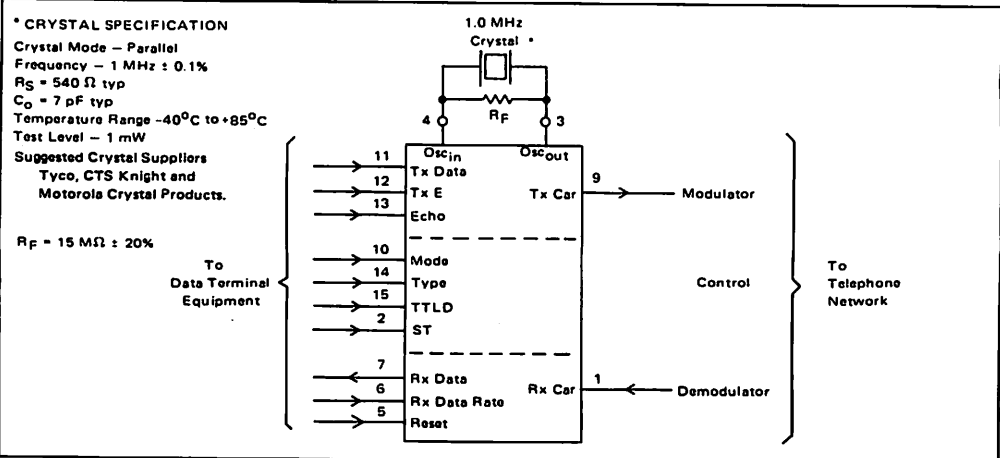 * CRYSTAL SPECIFICATION
Crystal Mode – Parallel
Frequency – 1 MHz ± 0.1%
RS = 540 Ω typ
Co = 7 pF typ
Temperature Range -40°C to +85°C
Test Level – 1 mW
Suggested Crystal Suppliers
Tyco, CTS Knight and
Motorola Crystal Products.
RF = 15 MΩ ± 20%
1.0 MHz
Crystal *
RF
4
3
Oscin
Oscout
11
Tx Data
12
Tx E
13
Echo
10
Mode
14
Type
15
TTLD
2
ST
7
Rx Data
6
Rx Data Rate
5
Reset
9
Tx Car
Modulator
Control
1
Rx Car
Demodulator
To
Data Terminal
Equipment
To
Telephone
Network